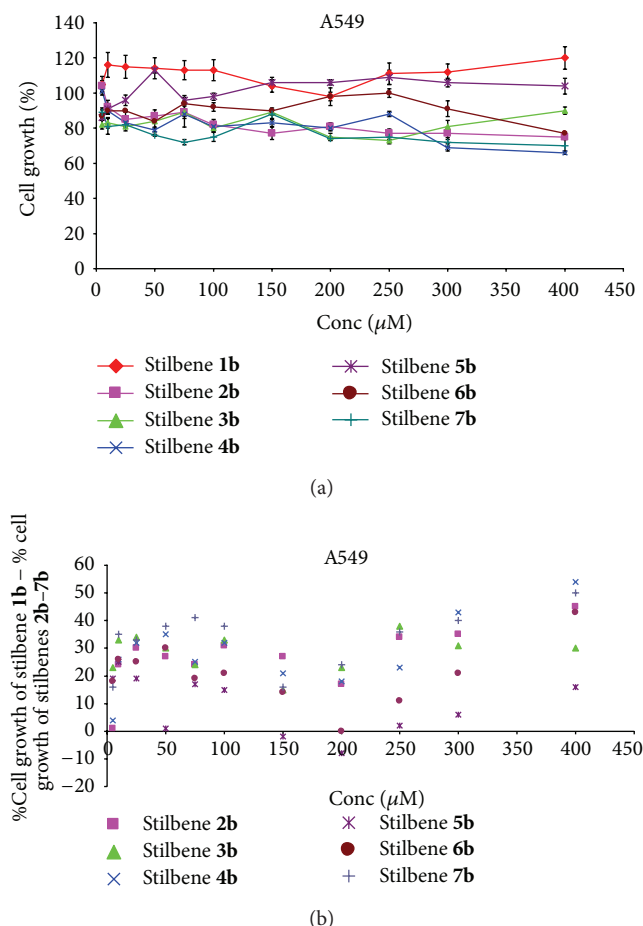 A549
140
120
100
80
60
40
20
0
Cell growth (%)
0 50 100 150 200 250 300 350 400 450
Conc (μM)
Stilbene 1b
Stilbene 2b
Stilbene 3b
Stilbene 4b
Stilbene 5b
Stilbene 6b
Stilbene 7b
(a)
A549
60
50
40
30
20
10
0
−10
−20
%Cell growth of stilbene 1b – % cell
growth of stilbenes 2b–7b
0 50 100 150 200 250 300 350 400 450
Conc (μM)
Stilbene 2b
Stilbene 3b
Stilbene 4b
Stilbene 5b
Stilbene 6b
Stilbene 7b
(b)